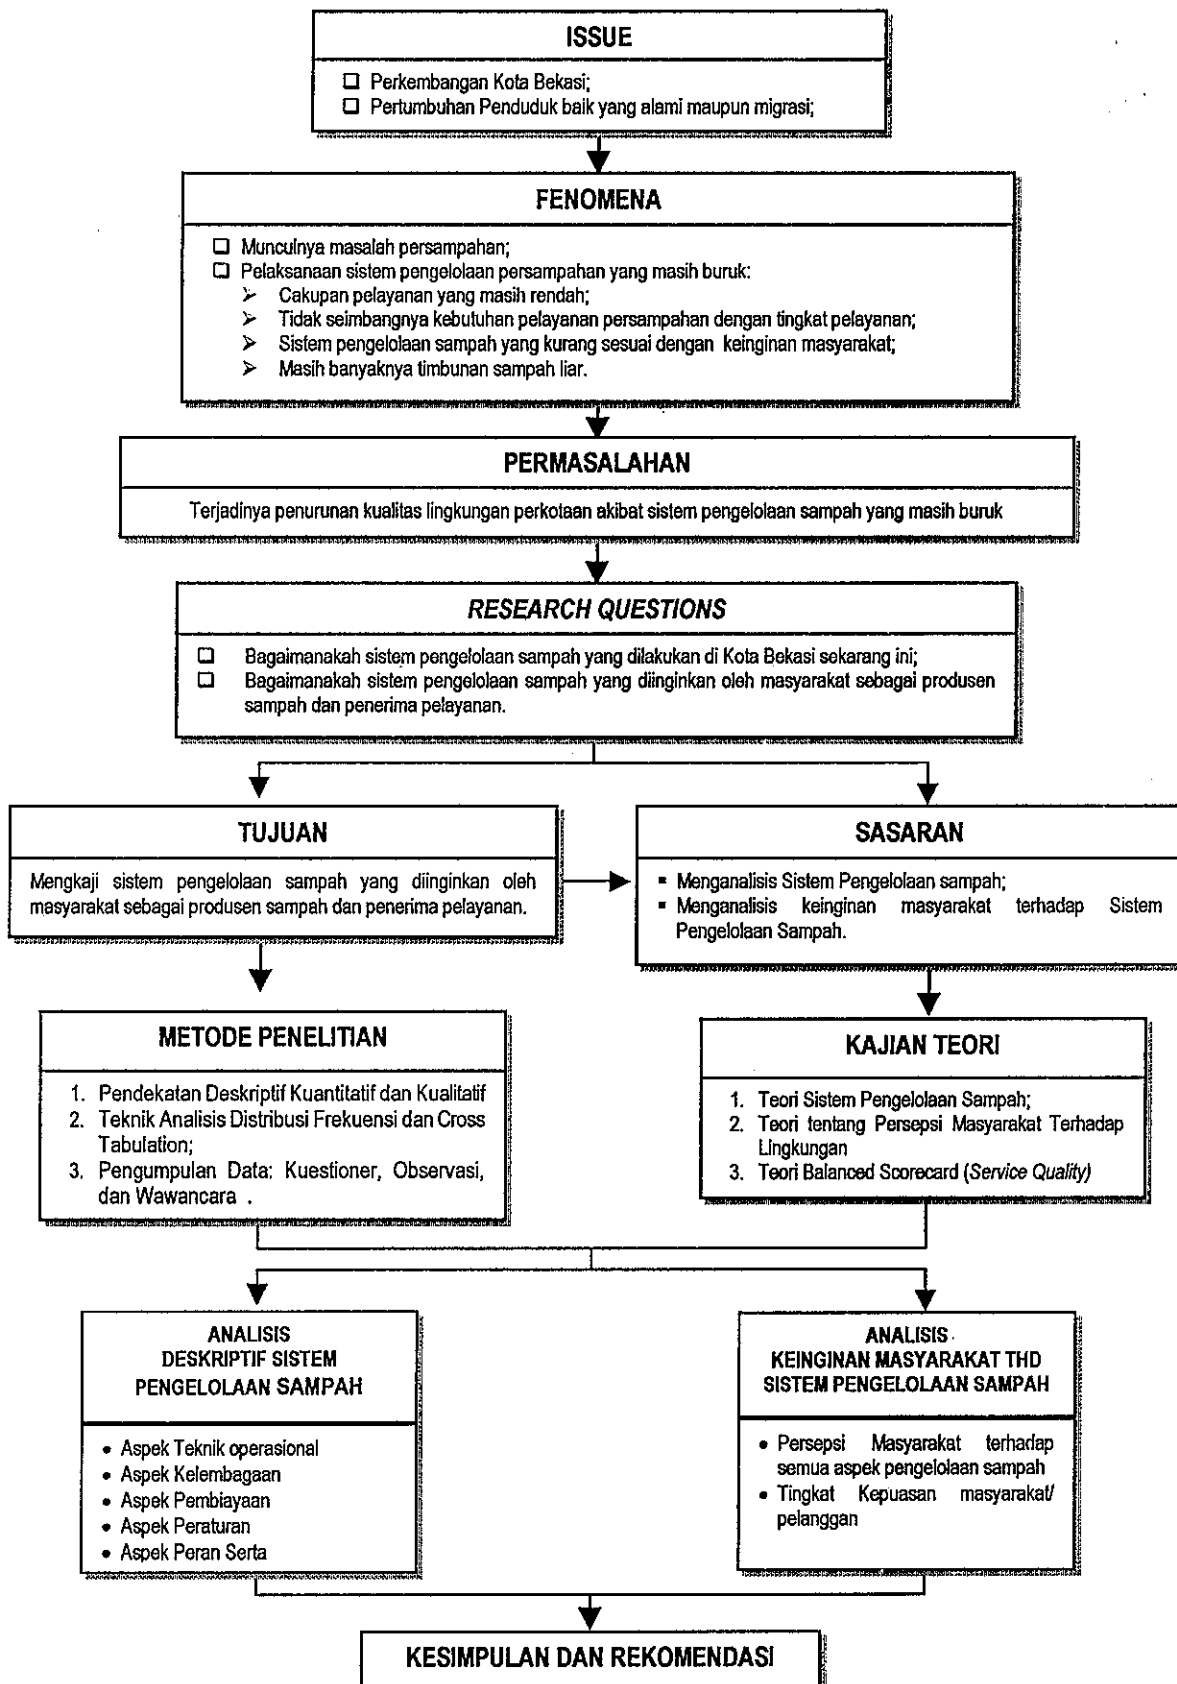 ISSUE
❑ Perkembangan Kota Bekasi;
❑ Pertumbuhan Penduduk baik yang alami maupun migrasi;
FENOMENA
❑ Munculnya masalah persampahan;
❑ Pelaksanaan sistem pengelolaan persampahan yang masih buruk:
➢ Cakupan pelayanan yang masih rendah;
➢ Tidak seimbangnya kebutuhan pelayanan persampahan dengan tingkat pelayanan;
➢ Sistem pengelolaan sampah yang kurang sesuai dengan keinginan masyarakat;
➢ Masih banyaknya timbunan sampah liar.
PERMASALAHAN
Terjadinya penurunan kualitas lingkungan perkotaan akibat sistem pengelolaan sampah yang masih buruk
RESEARCH QUESTIONS
❑ Bagaimanakah sistem pengelolaan sampah yang dilakukan di Kota Bekasi sekarang ini;
❑ Bagaimanakah sistem pengelolaan sampah yang diinginkan oleh masyarakat sebagai produsen
sampah dan penerima pelayanan.
TUJUAN
Mengkaji sistem pengelolaan sampah yang diinginkan oleh
masyarakat sebagai produsen sampah dan penerima pelayanan.
SASARAN
▪ Menganalisis Sistem Pengelolaan sampah;
▪ Menganalisis keinginan masyarakat terhadap Sistem
Pengelolaan Sampah.
METODE PENELITIAN
1. Pendekatan Deskriptif Kuantitatif dan Kualitatif
2. Teknik Analisis Distribusi Frekuensi dan Cross
Tabulation;
3. Pengumpulan Data: Kuestioner, Observasi,
dan Wawancara .
KAJIAN TEORI
1. Teori Sistem Pengelolaan Sampah;
2. Teori tentang Persepsi Masyarakat Terhadap
Lingkungan
3. Teori Balanced Scorecard (Service Quality)
ANALISIS
DESKRIPTIF SISTEM
PENGELOLAAN SAMPAH
• Aspek Teknik operasional
• Aspek Kelembagaan
• Aspek Pembiayaan
• Aspek Peraturan
• Aspek Peran Serta
ANALISIS
KEINGINAN MASYARAKAT THD
SISTEM PENGELOLAAN SAMPAH
• Persepsi Masyarakat terhadap
semua aspek pengelolaan sampah
• Tingkat Kepuasan masyarakat/
pelanggan
KESIMPULAN DAN REKOMENDASI